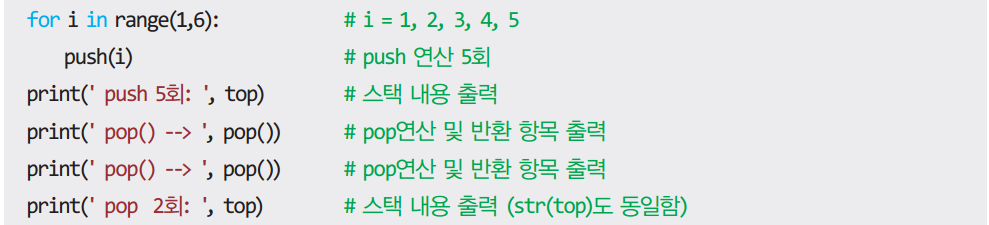 for i in range(1,6): # i = 1, 2, 3, 4, 5
    push(i) # push 연산 5회
print(' push 5회: ', top) # 스택 내용 출력
print(' pop() --> ', pop()) # pop연산 및 반환 항목 출력
print(' pop() --> ', pop()) # pop연산 및 반환 항목 출력
print(' pop 2회: ', top) # 스택 내용 출력 (str(top)도 동일함)